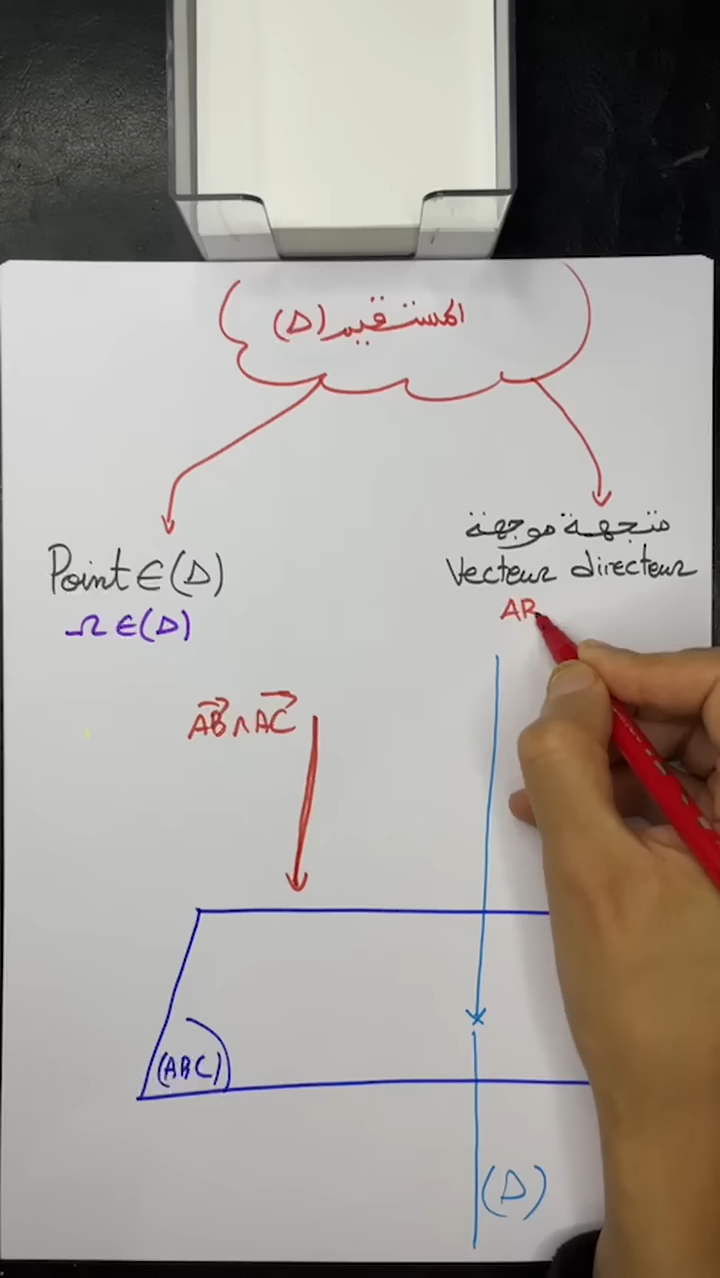 المستقيم (Δ)
Point ∈ (Δ)
Ω ∈ (Δ)
متجهة موجهة
Vecteur directeur
AB
AB ∧ AC
(ABC)
(Δ)